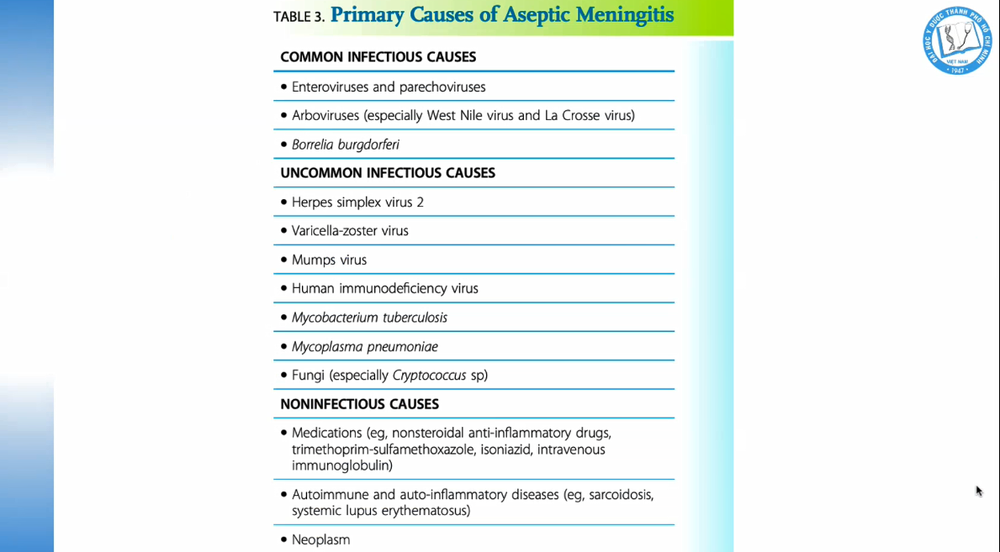 TABLE 3. Primary Causes of Aseptic Meningitis
COMMON INFECTIOUS CAUSES
• Enteroviruses and parechoviruses
• Arboviruses (especially West Nile virus and La Crosse virus)
• Borrelia burgdorferi
UNCOMMON INFECTIOUS CAUSES
• Herpes simplex virus 2
• Varicella-zoster virus
• Mumps virus
• Human immunodeficiency virus
• Mycobacterium tuberculosis
• Mycoplasma pneumoniae
• Fungi (especially Cryptococcus sp)
NONINFECTIOUS CAUSES
• Medications (eg, nonsteroidal anti-inflammatory drugs,
trimethoprim-sulfamethoxazole, isoniazid, intravenous
immunoglobulin)
• Autoimmune and auto-inflammatory diseases (eg, sarcoidosis,
systemic lupus erythematosus)
• Neoplasm
ĐẠI HỌC Y DƯỢC THÀNH PHỐ HỒ CHÍ MINH
VIỆT NAM
• 1947 •